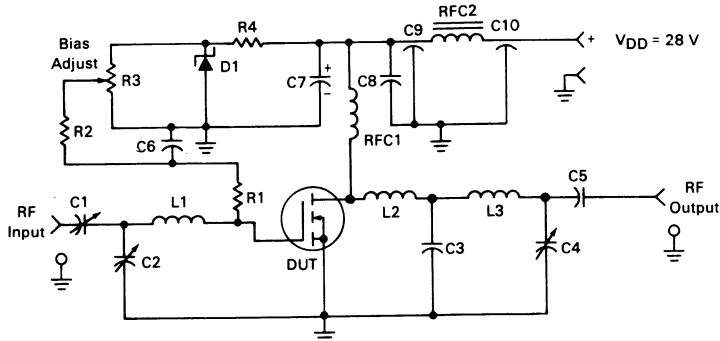 RFC2
C9
C10
R4
+
V_DD = 28 V
Bias
Adjust
R3
D1
C7
+
–
C8
R2
C6
RFC1
R1
C1
L1
C5
RF
Input
L2
L3
RF
Output
C2
DUT
C3
C4